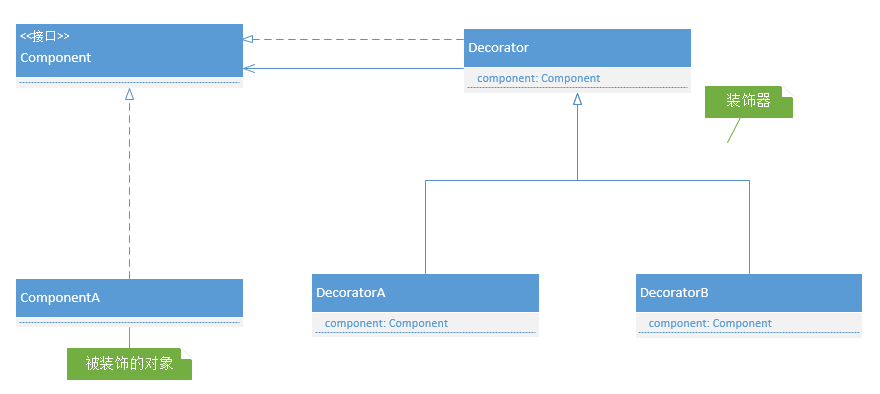 <<接口>>
Component
Decorator
component: Component
装饰器
ComponentA
被装饰的对象
DecoratorA
component: Component
DecoratorB
component: Component